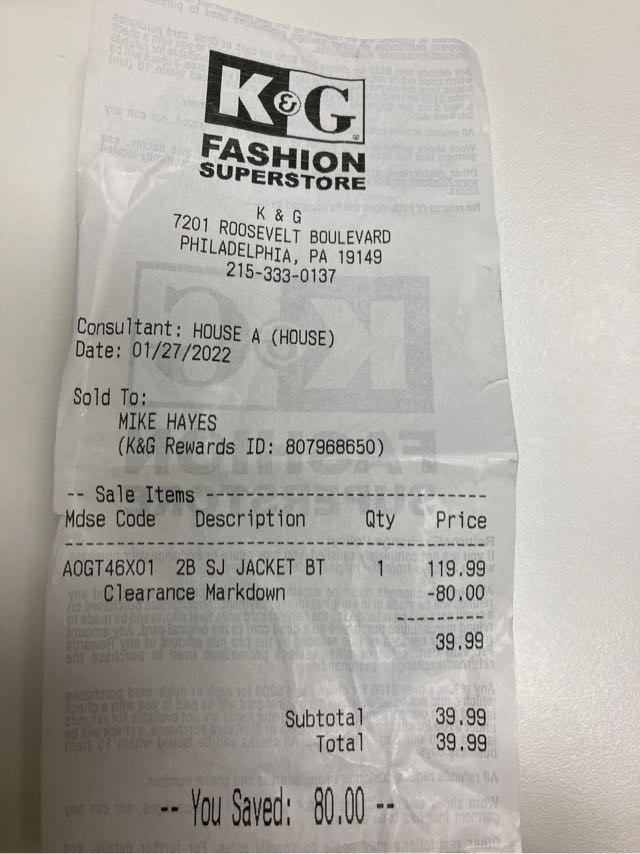 K&G
FASHION
SUPERSTORE
K & G
7201 ROOSEVELT BOULEVARD
PHILADELPHIA, PA 19149
215-333-0137
Consultant: HOUSE A (HOUSE)
Date: 01/27/2022
Sold To:
MIKE HAYES
(K&G Rewards ID: 807968650)
-- Sale Items --------------------------
Mdse Code Description Qty Price
A0GT46X01 2B SJ JACKET BT 1 119.99
Clearance Markdown -80.00
39.99
Subtotal 39.99
Total 39.99
-- You Saved: 80.00 --